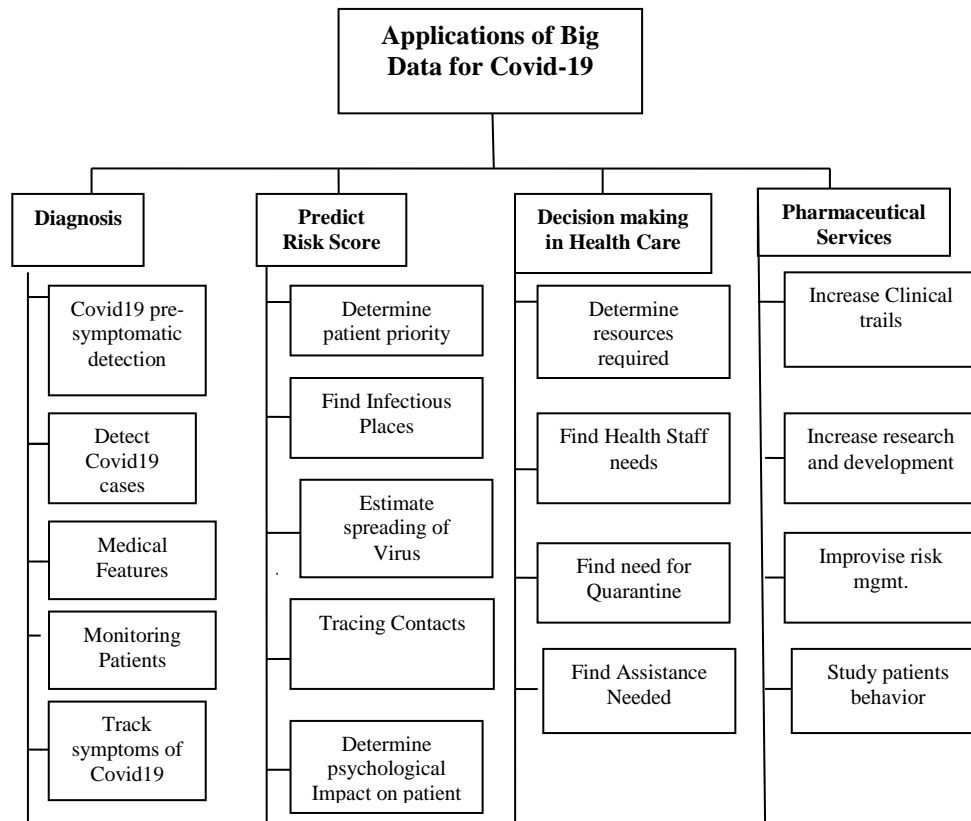 Applications of Big
Data for Covid-19
Diagnosis
Covid19 pre-
symptomatic
detection
Detect
Covid19
cases
Medical
Features
Monitoring
Patients
Track
symptoms of
Covid19
Predict
Risk Score
Determine
patient priority
Find Infectious
Places
Estimate
spreading of
Virus
Tracing Contacts
Determine
psychological
Impact on patient
Decision making
in Health Care
Determine
resources
required
Find Health Staff
needs
Find need for
Quarantine
Find Assistance
Needed
Pharmaceutical
Services
Increase Clinical
trails
Increase research
and development
Improvise risk
mgmt.
Study patients
behavior